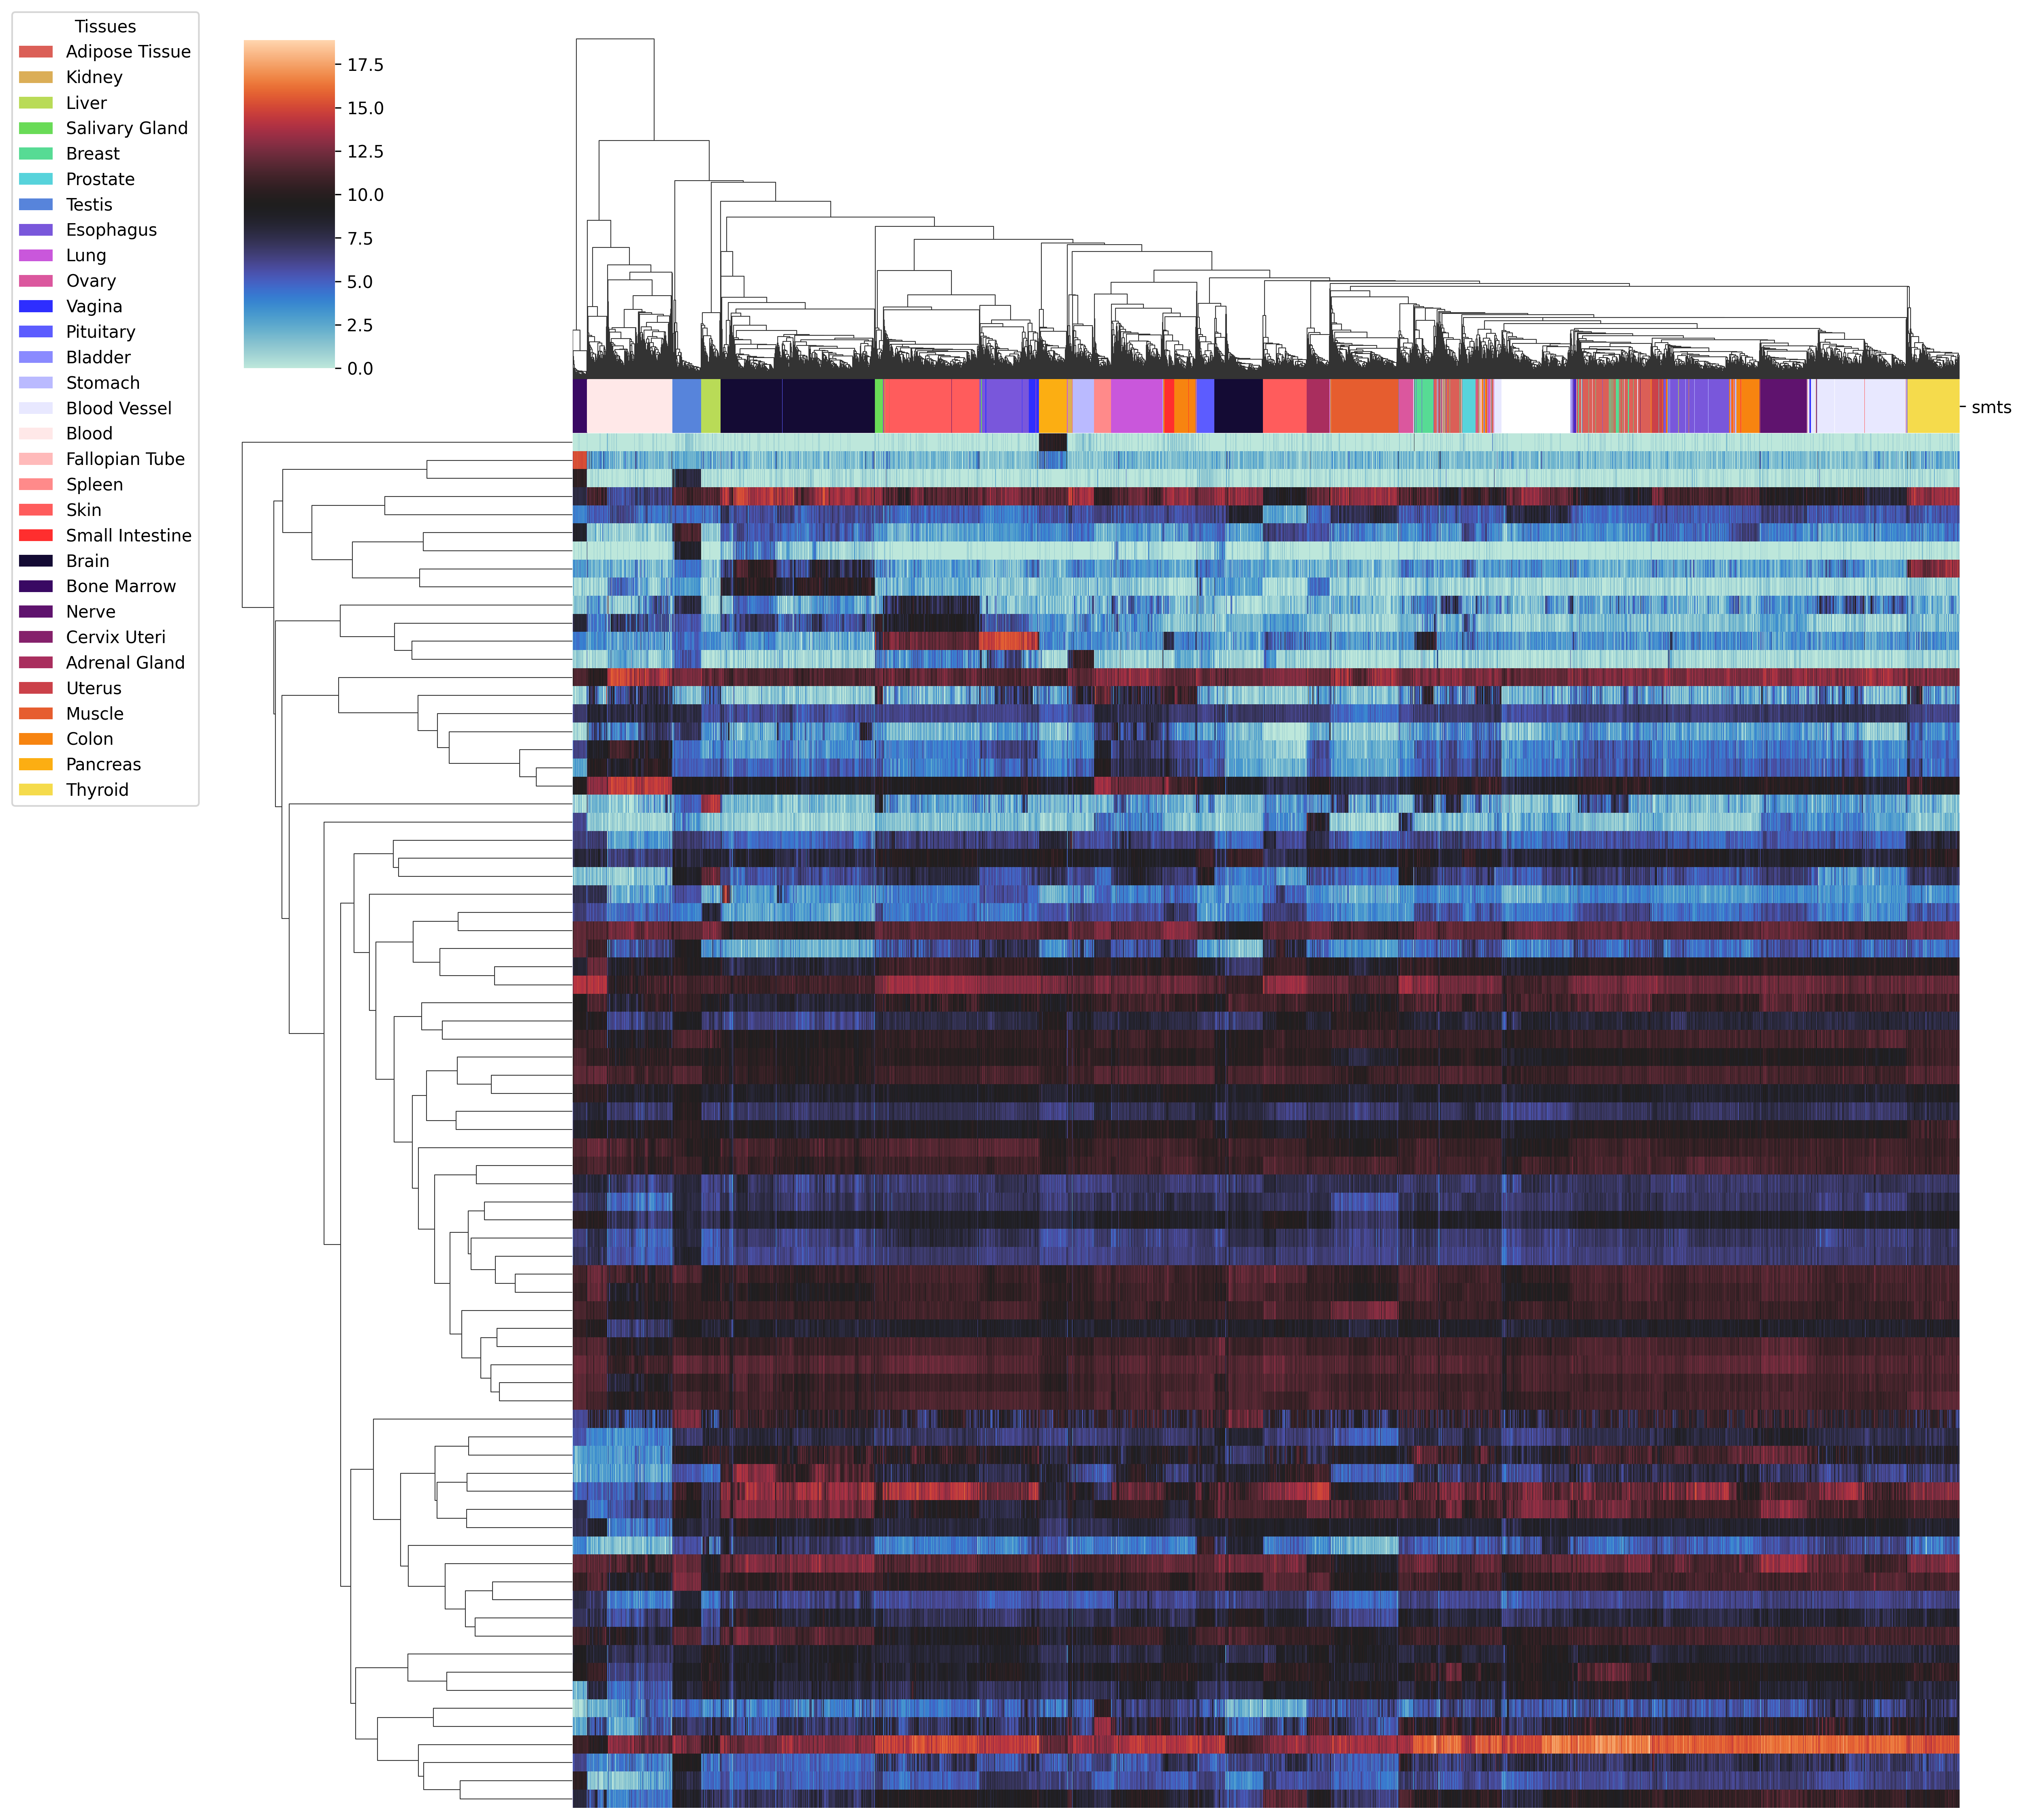 Tissues
Adipose Tissue
Kidney
Liver
Salivary Gland
Breast
Prostate
Testis
Esophagus
Lung
Ovary
Vagina
Pituitary
Bladder
Stomach
Blood Vessel
Blood
Fallopian Tube
Spleen
Skin
Small Intestine
Brain
Bone Marrow
Nerve
Cervix Uteri
Adrenal Gland
Uterus
Muscle
Colon
Pancreas
Thyroid
17.5
15.0
12.5
10.0
7.5
5.0
2.5
0.0
smts